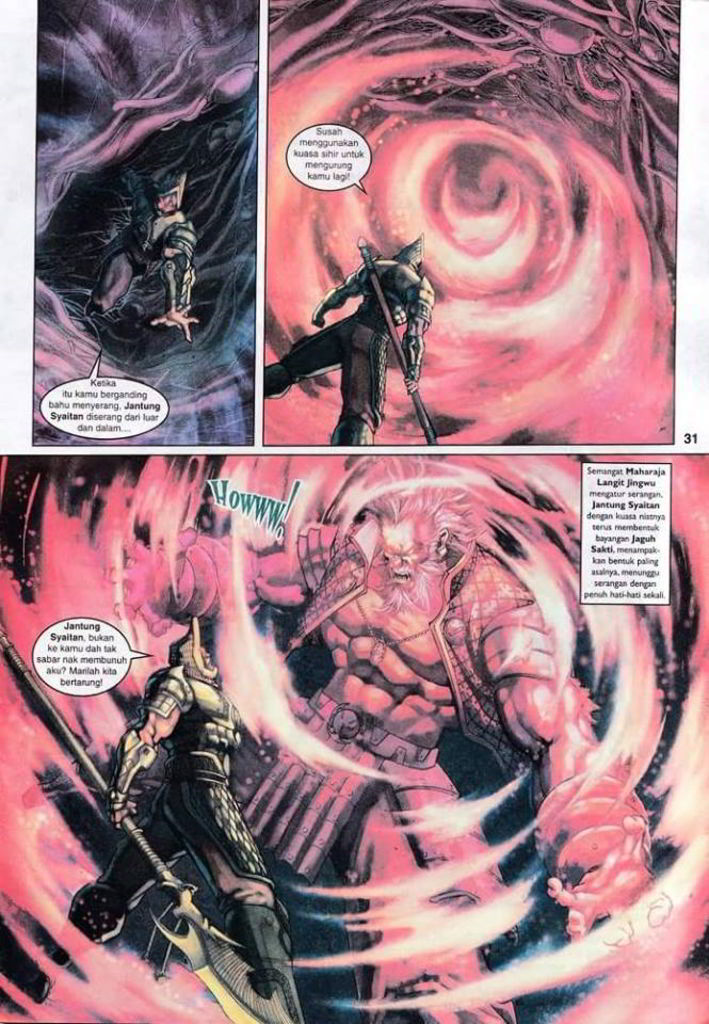 Ketika
itu kamu berganding
bahu menyerang, Jantung
Syaitan diserang dari luar
dan dalam....
Susah
menggunakan
kuasa sihir untuk
mengurung
kamu lagi!
31
Howww!
Semangat Maharaja
Langit Jingwu
mengatur serangan,
Jantung Syaitan
dengan kuasa nistnya
terus membentuk
bayangan Jaguh
Sakti, menampak-
kan bentuk paling
asalnya, menunggu
serangan dengan
penuh hati-hati sekali.
Jantung
Syaitan, bukan
ke kamu dah tak
sabar nak membunuh
aku? Marilah kita
bertarung!